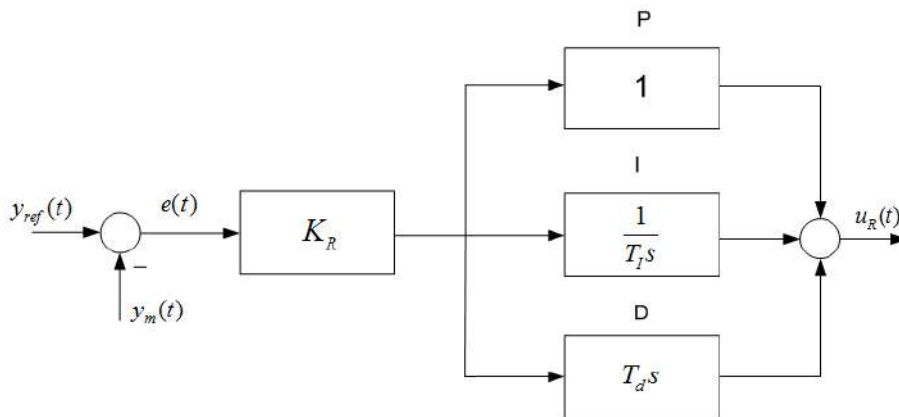 P
1
I
y_ref(t)
e(t)
K_R
1
T_I s
u_R(t)
–
y_m(t)
D
T_d s